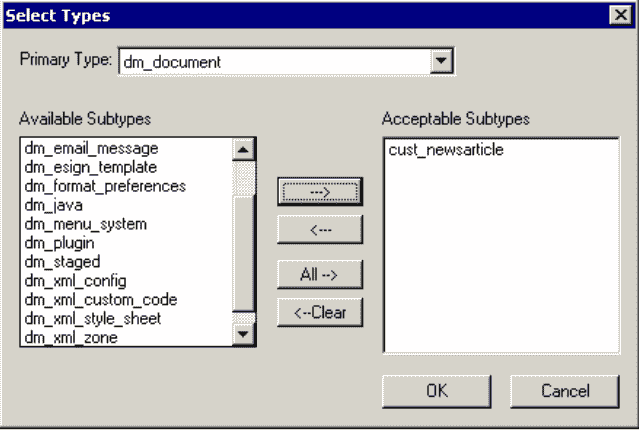 Select Types
Primary Type: dm_document
Available Subtypes
dm_email_message
dm_esign_template
dm_format_preferences
dm_java
dm_menu_system
dm_plugin
dm_staged
dm_xml_config
dm_xml_custom_code
dm_xml_style_sheet
dm_xml_zone
--->
<---
All -->
<--Clear
Acceptable Subtypes
cust_newsarticle
OK
Cancel